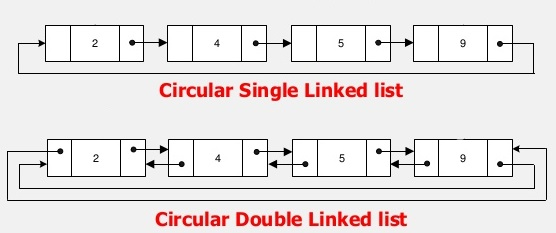 2 4 5 9
Circular Single Linked list
2 4 5 9
Circular Double Linked list